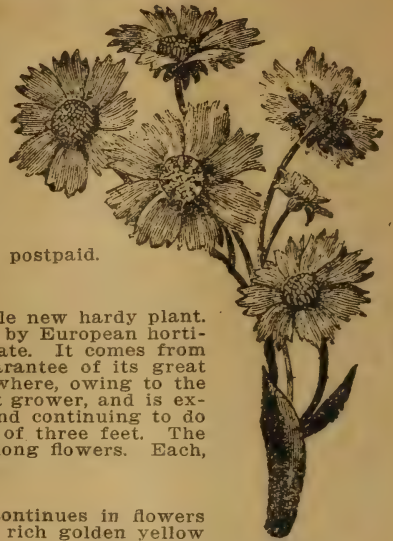 postpaid.
le new hardy plant.
by European horti-
ate. It comes from
arantee of its great
where, owing to the
t grower, and is ex-
nd continuing to do
of three feet. The
ong flowers. Each,
ontinues in flowers
rich golden yellow